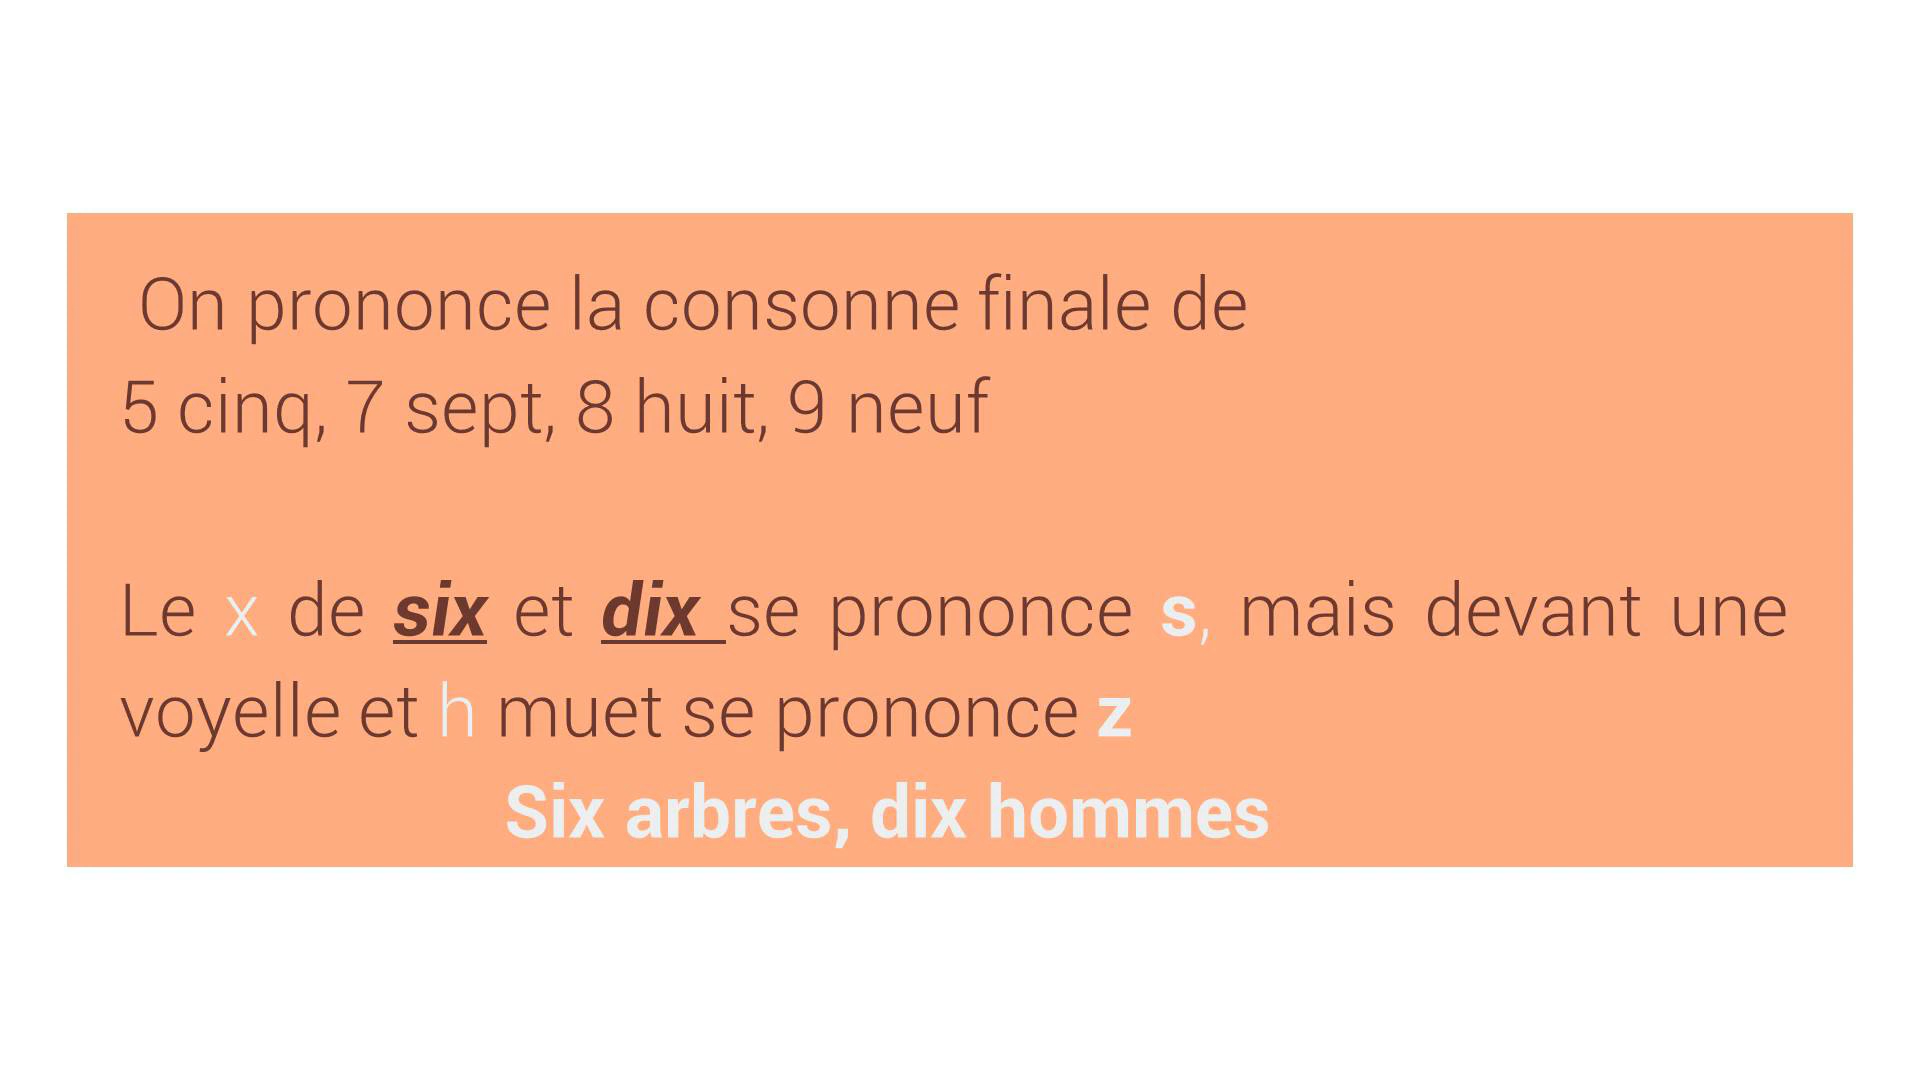 On prononce la consonne finale de
5 cinq, 7 sept, 8 huit, 9 neuf
Le x de six et dix se prononce s, mais devant une
voyelle et h muet se prononce z
Six arbres, dix hommes